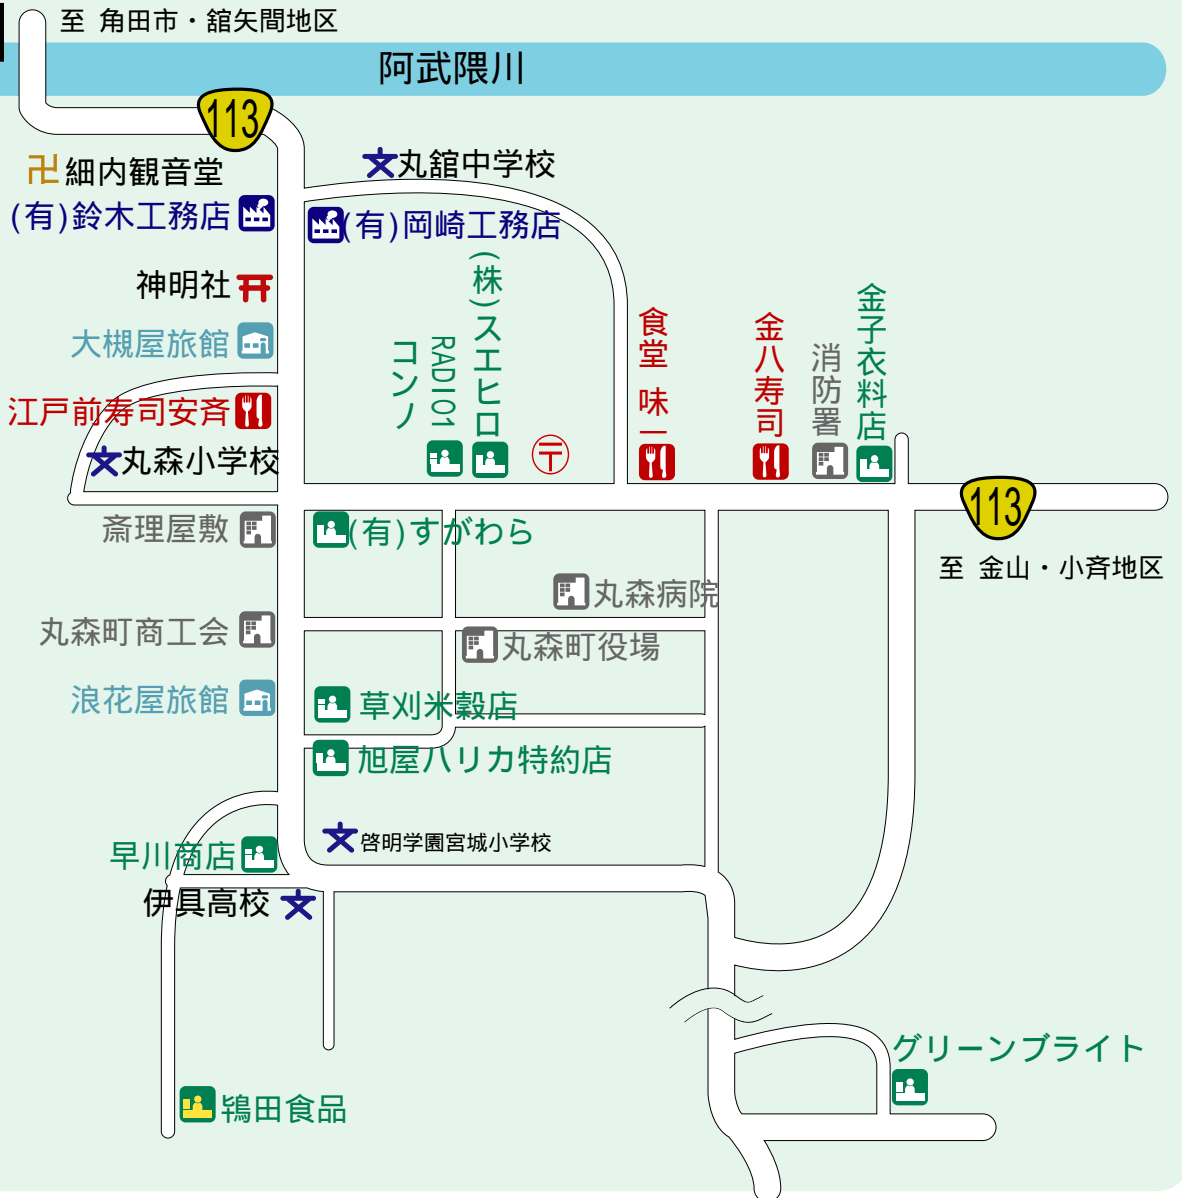 至 角田市・舘矢間地区
阿武隈川
113
細内観音堂
丸舘中学校
(有)鈴木工務店
(有)岡崎工務店
神明社
(株)スエヒロ
金子衣料店
食堂 味一
金八寿司
大槻屋旅館
RADIO1
コンノ
消防署
江戸前寿司安斉
丸森小学校
〒
113
斎理屋敷
(有)すがわら
至 金山・小斉地区
丸森病院
丸森町商工会
丸森町役場
浪花屋旅館
草刈米穀店
旭屋ハリカ特約店
啓明学園宮城小学校
早川商店
伊具高校
グリーンブライト
鴇田食品